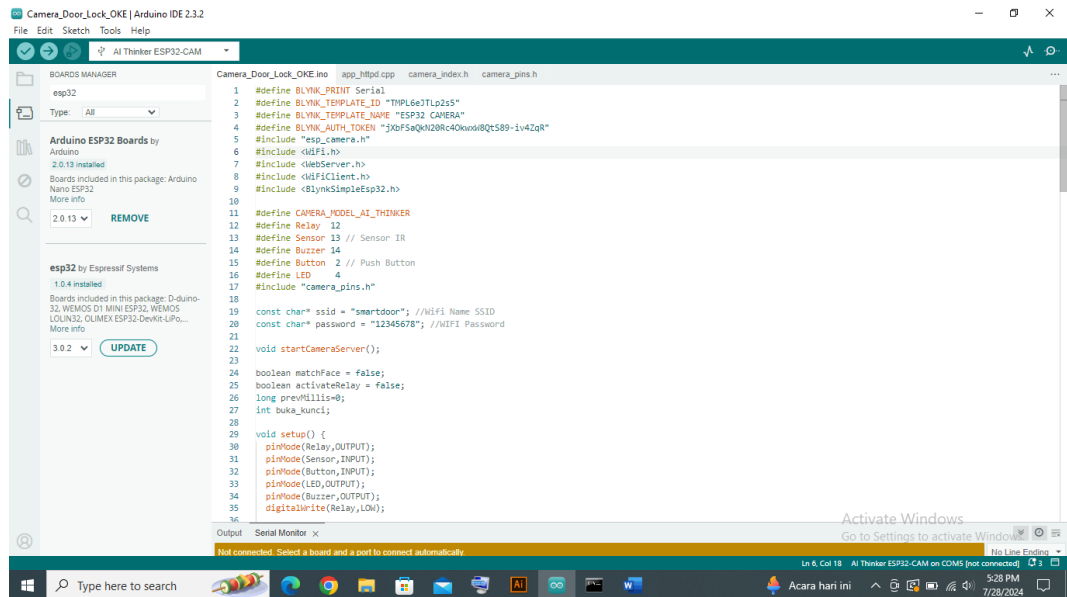 Camera_Door_Lock_OKE | Arduino IDE 2.3.2
File Edit Sketch Tools Help
AI Thinker ESP32-CAM
BOARDS MANAGER
esp32
Type: All
Arduino ESP32 Boards by
Arduino
2.0.13 installed
Boards included in this package: Arduino
Nano ESP32
More info
2.0.13 REMOVE
esp32 by Espressif Systems
1.0.4 installed
Boards included in this package: D-duino-
32, WEMOS D1 MINI ESP32, WEMOS
LOLIN32, OLIMEX ESP32-DevKit-LiPo,...
More info
3.0.2 UPDATE
Camera_Door_Lock_OKE.ino app_httpd.cpp camera_index.h camera_pins.h
1 #define BLYNK_PRINT Serial
2 #define BLYNK_TEMPLATE_ID "TMPL6eJTLp2s5"
3 #define BLYNK_TEMPLATE_NAME "ESP32 CAMERA"
4 #define BLYNK_AUTH_TOKEN "jXbFSaQkN20Rc4OkwxW8QtS89-iv4ZqR"
5 #include "esp_camera.h"
6 #include <WiFi.h>
7 #include <WebServer.h>
8 #include <WiFiClient.h>
9 #include <BlynkSimpleEsp32.h>
10
11 #define CAMERA_MODEL_AI_THINKER
12 #define Relay 12
13 #define Sensor 13 // Sensor IR
14 #define Buzzer 14
15 #define Button 2 // Push Button
16 #define LED 4
17 #include "camera_pins.h"
18
19 const char* ssid = "smartdoor"; //Wifi Name SSID
20 const char* password = "12345678"; //WIFI Password
21
22 void startCameraServer();
23
24 boolean matchFace = false;
25 boolean activateRelay = false;
26 long prevMillis=0;
27 int buka_kunci;
28
29 void setup() {
30 pinMode(Relay,OUTPUT);
31 pinMode(Sensor,INPUT);
32 pinMode(Button,INPUT);
33 pinMode(LED,OUTPUT);
34 pinMode(Buzzer,OUTPUT);
35 digitalWrite(Relay,LOW);
36
Activate Windows
Go to Settings to activate Windows.
Output Serial Monitor
Not connected. Select a board and a port to connect automatically.
No Line Ending
Ln 6, Col 18 AI Thinker ESP32-CAM on COM5 [not connected] 3
Type here to search
Ai
W
Acara hari ini
5:28 PM
7/28/2024